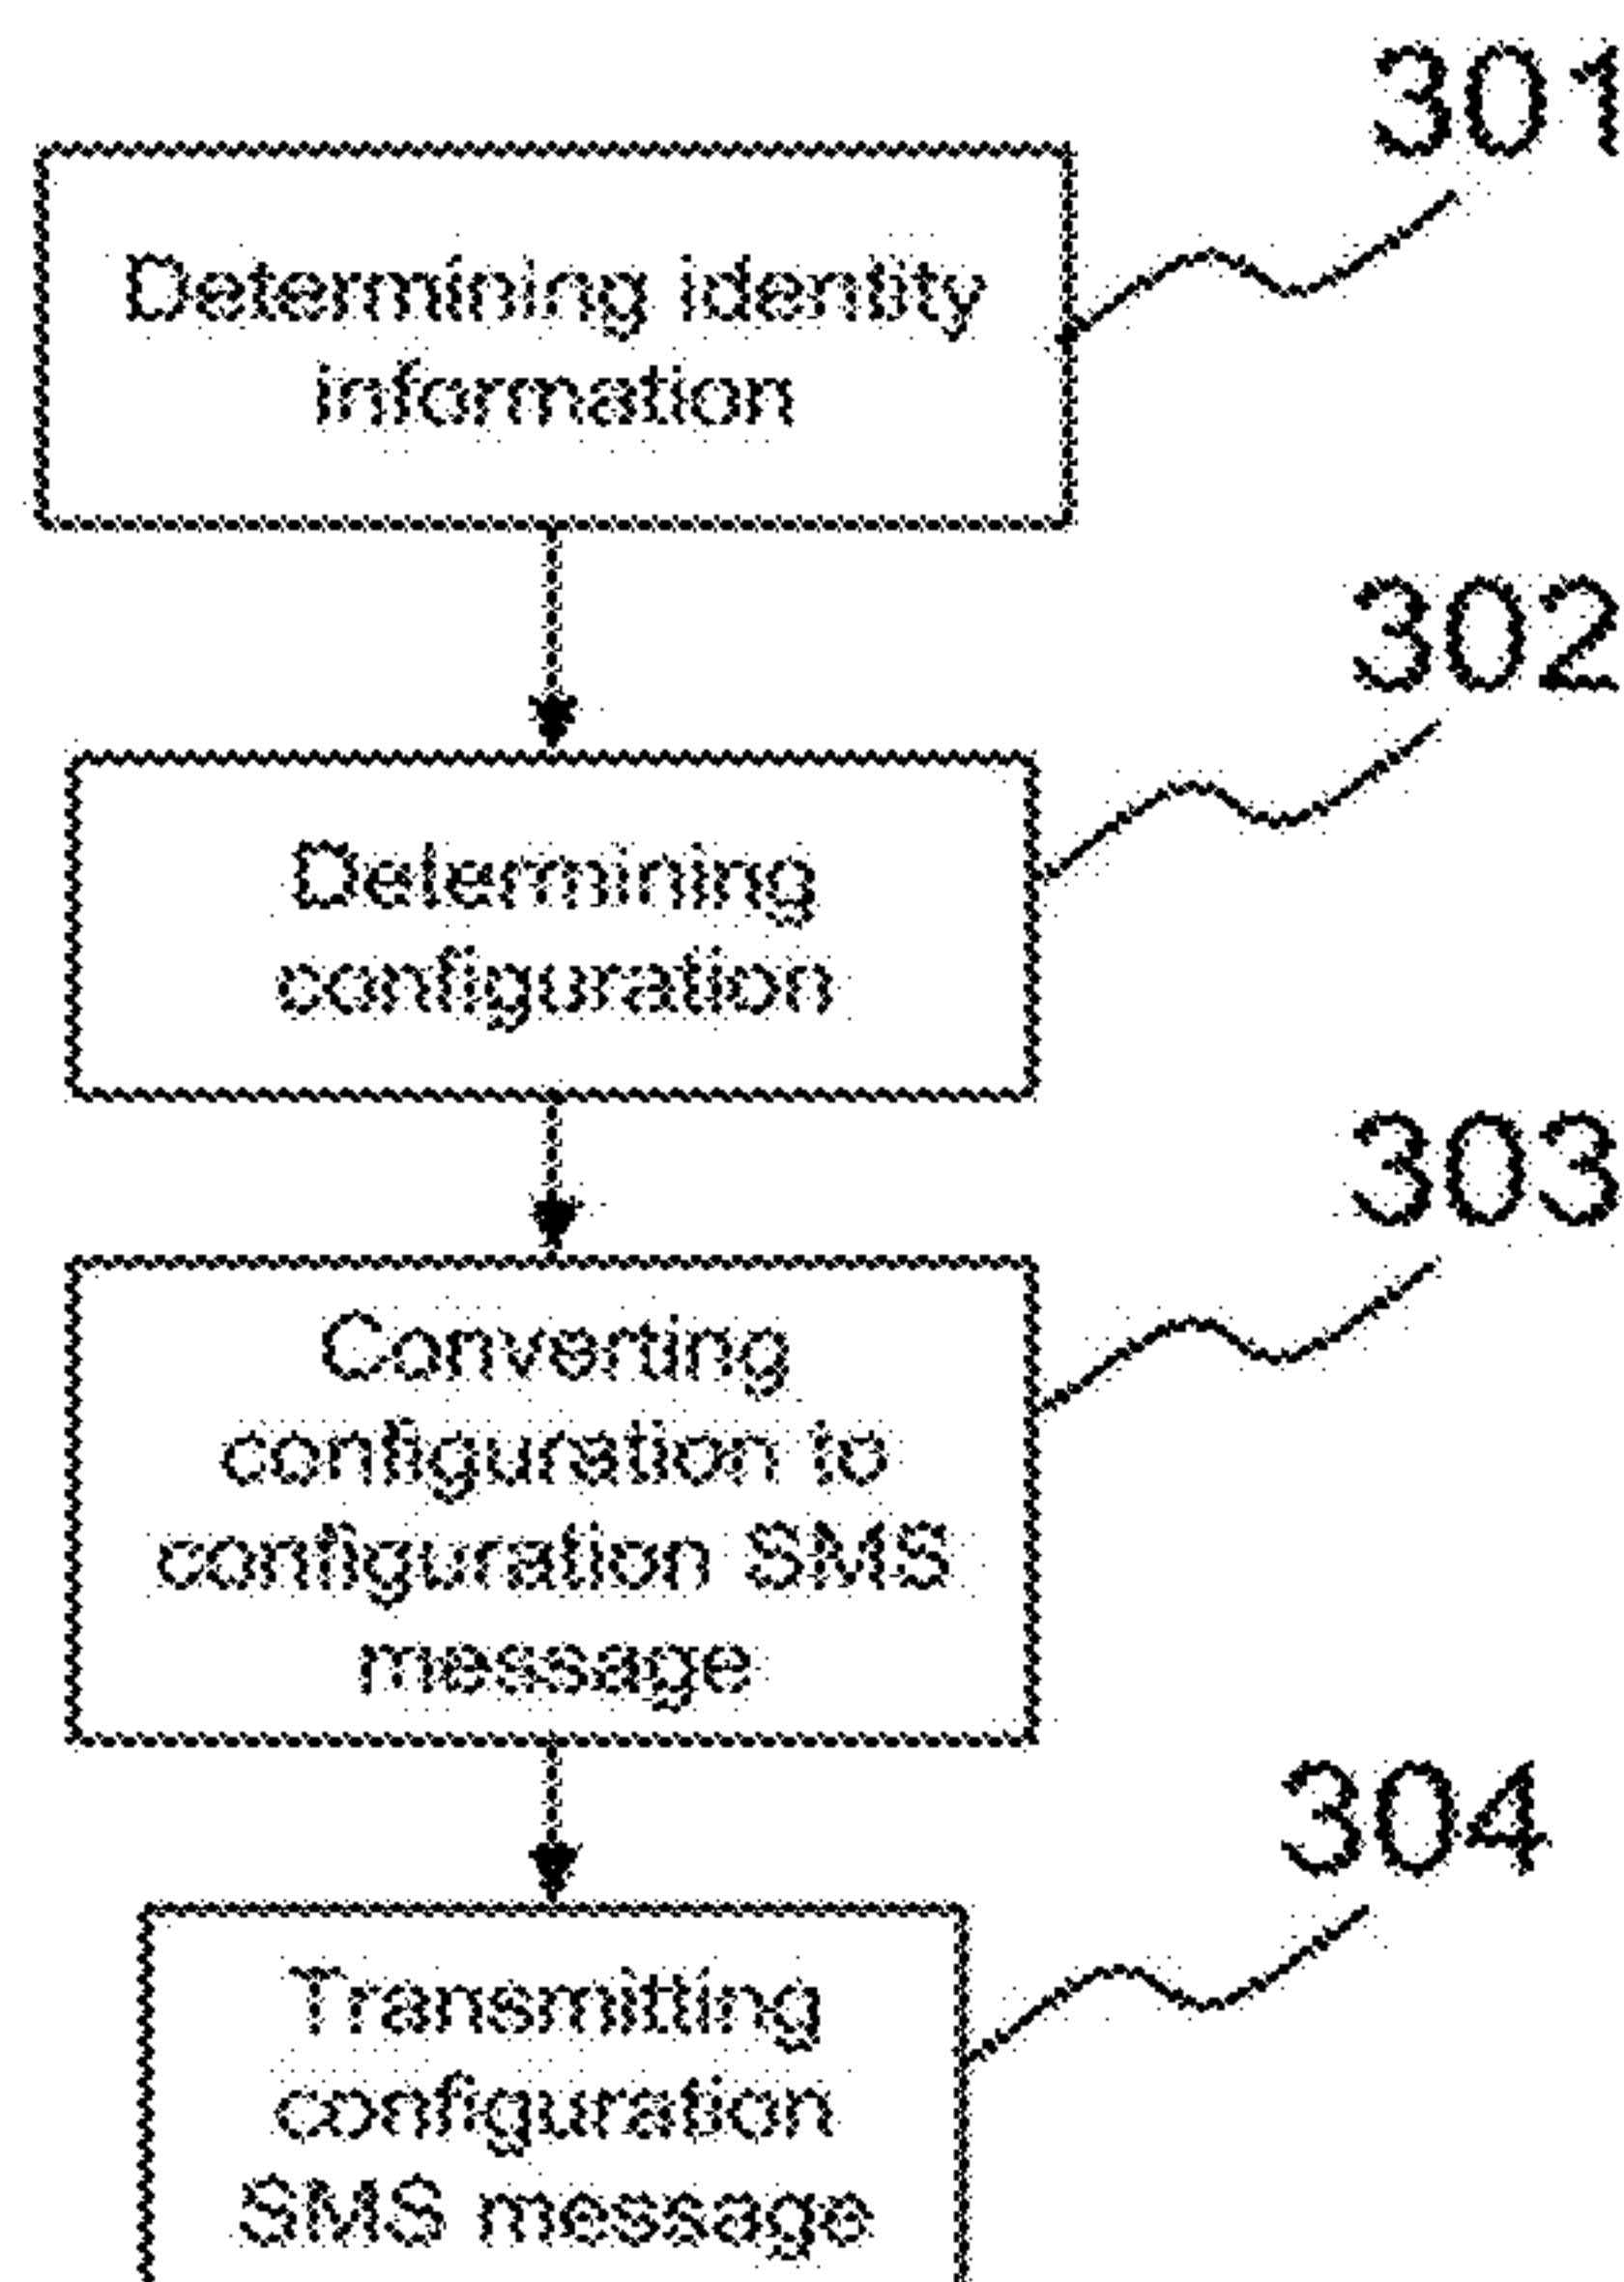 301
Determining identity
information
302
Determining
configuration
303
Converting
configuration to
configuration SMS
message
304
Transmitting
configuration
SMS message